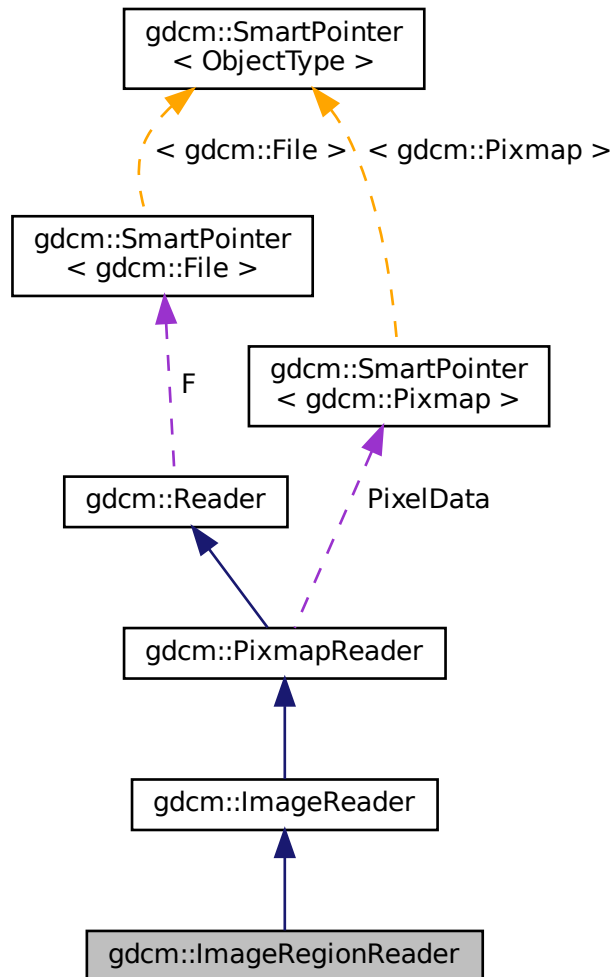 gdcm::SmartPointer
< ObjectType >
< gdcm::File >
< gdcm::Pixmap >
gdcm::SmartPointer
< gdcm::File >
gdcm::SmartPointer
< gdcm::Pixmap >
F
gdcm::Reader
PixelData
gdcm::PixmapReader
gdcm::ImageReader
gdcm::ImageRegionReader